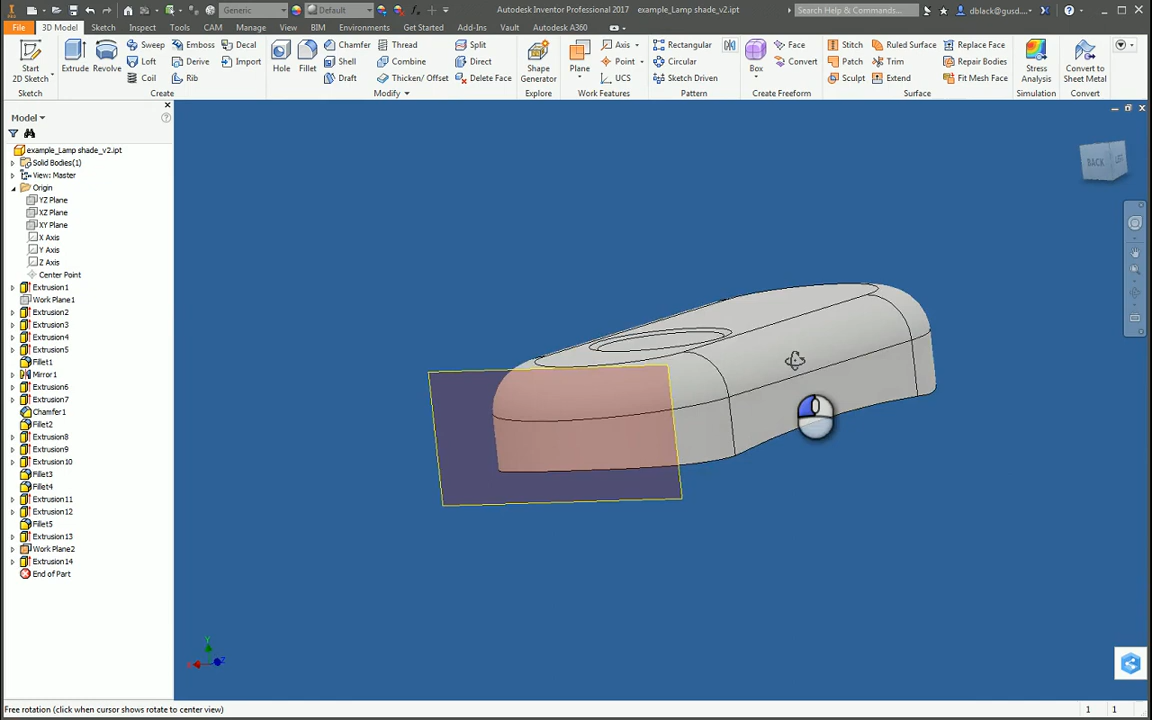 Autodesk Inventor Professional 2017 example_Lamp shade_v2.ipt
Generic Default Search Help & Commands... dblack@gusd....
File 3D Model Sketch Inspect Tools Manage View Environments Get Started Add-Ins Vault Autodesk A360 BIM
Start 2D Sketch
Extrude
Revolve
Sweep Emboss Decal
Loft Derive Import
Coil Rib
Hole
Fillet
Chamfer Thread Split
Shell Combine Direct
Draft Thicken/ Offset Delete Face
Shape Generator
Plane
Axis
Point
UCS
Rectangular
Circular
Sketch Driven
Box
Face
Convert
Stitch Ruled Surface Replace Face
Patch Trim Repair Bodies
Sculpt Extend Fit Mesh Face
Stress Analysis
Convert to Sheet Metal
Sketch Create Modify Explore Work Features Pattern Create Freeform Surface Simulation Convert
Model
example_Lamp shade_v2.ipt
Solid Bodies(1)
View: Master
Origin
YZ Plane
XZ Plane
XY Plane
X Axis
Y Axis
Z Axis
Center Point
Extrusion1
Work Plane1
Extrusion2
Extrusion3
Extrusion4
Extrusion5
Fillet1
Mirror1
Extrusion6
Extrusion7
Chamfer1
Fillet2
Extrusion8
Extrusion9
Extrusion10
Fillet3
Fillet4
Extrusion11
Extrusion12
Fillet5
Extrusion13
Work Plane2
Extrusion14
End of Part
BACK
Y
Z
Free rotation (click when cursor shows rotate to center view) 1 1